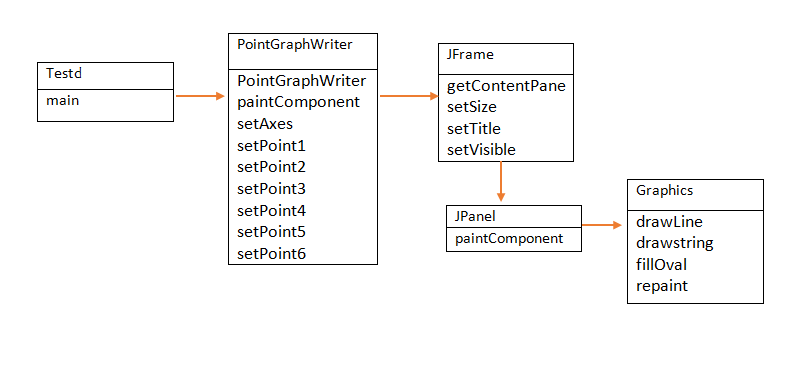 Testd
main
PointGraphWriter
PointGraphWriter
paintComponent
setAxes
setPoint1
setPoint2
setPoint3
setPoint4
setPoint5
setPoint6
JFrame
getContentPane
setSize
setTitle
setVisible
JPanel
paintComponent
Graphics
drawLine
drawstring
fillOval
repaint